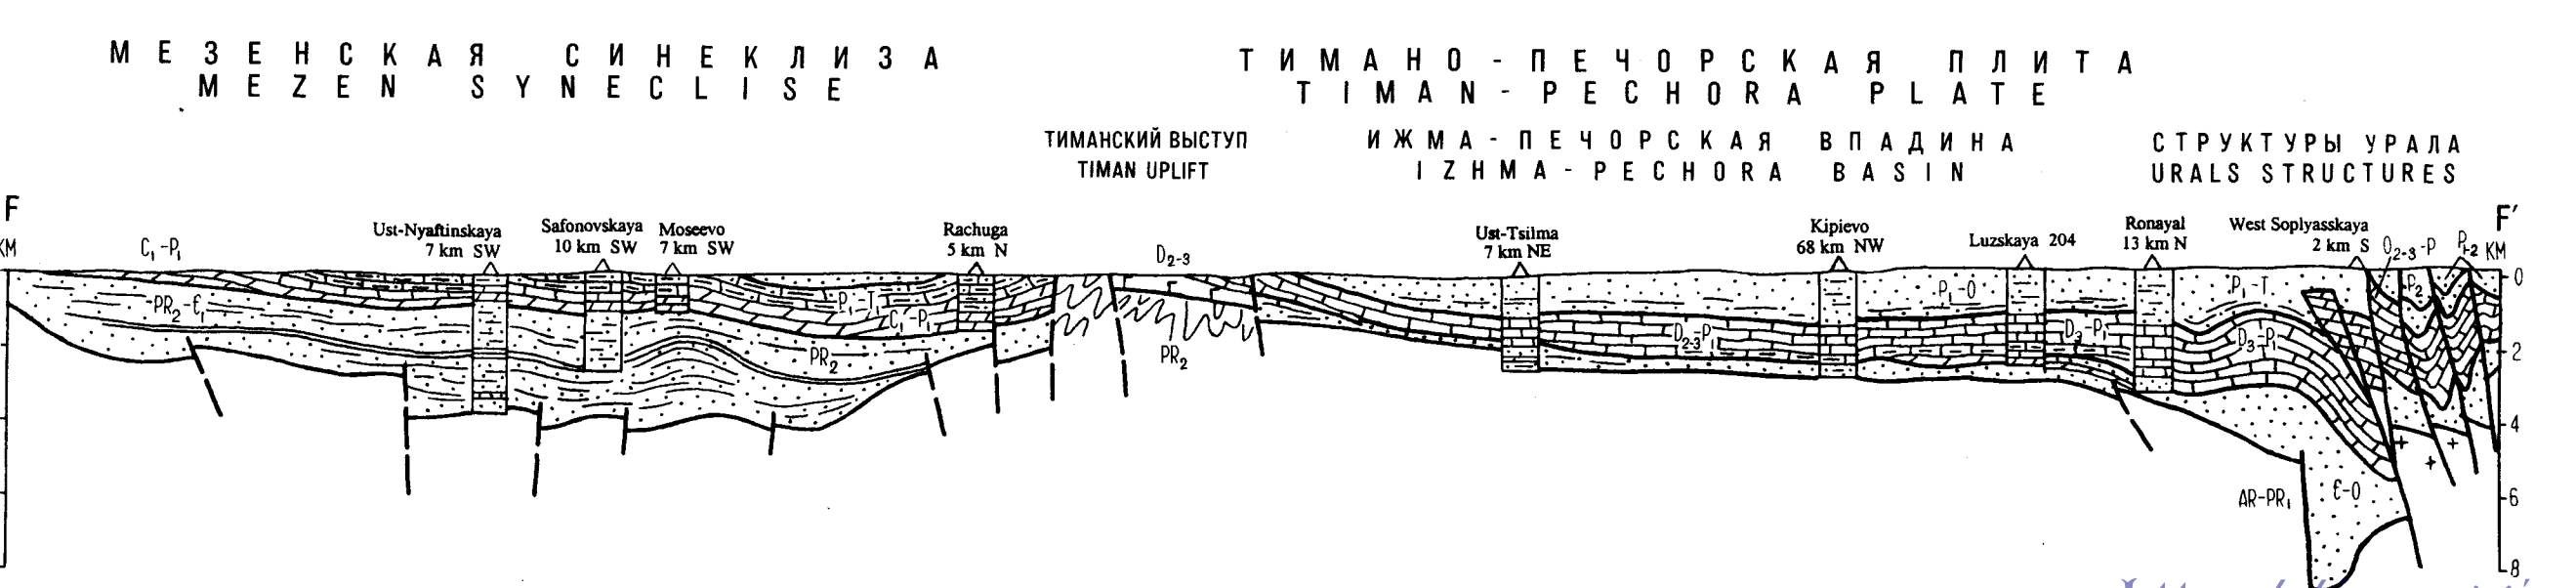 МЕЗЕНСКАЯ СИНЕКЛИЗА
MEZEN SYNECLISE
ТИМАНО-ПЕЧОРСКАЯ ПЛИТА
TIMAN-PECHORA PLATE
ТИМАНСКИЙ ВЫСТУП
TIMAN UPLIFT
ИЖМА-ПЕЧОРСКАЯ ВПАДИНА
IZHMA-PECHORA BASIN
СТРУКТУРЫ УРАЛА
URALS STRUCTURES
F
F'
КМ
C₁-P₁
Ust-Nyaftinskaya
7 km SW
Safonovskaya
10 km SW
Moseevo
7 km SW
Rachuga
5 km N
D₂₋₃
Ust-Tsilma
7 km NE
Kipievo
68 km NW
Luzskaya 204
Ronayal
13 km N
West Soplyasskaya
2 km S
O₂₋₃-P
P₁₋₂
КМ
0
2
4
6
8
PR₂-Є₁
P₁-T
C₁-P₁
PR₂
PR₂
D₂₋₃-P₁
P₁-O
D₃-P₁
P₁-T
D₃-P₁
P₂
AR-PR₁
Є-O